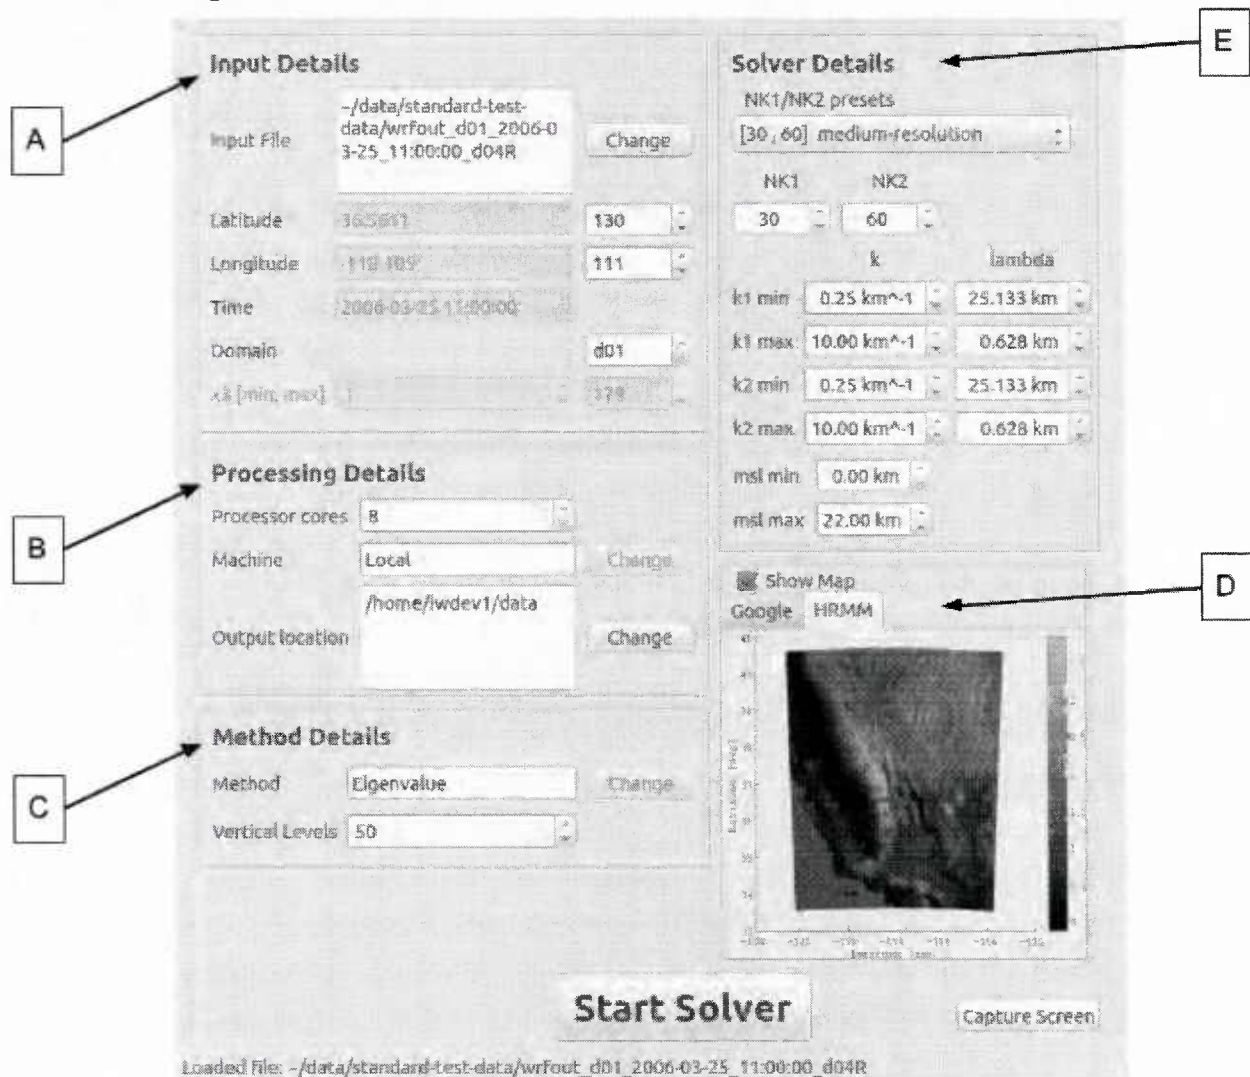 A
B
C
D
E
Input Details
Input File
~/data/standard-test-
data/wrfout_d01_2006-0
3-25_11:00:00_d04R
Change
Latitude 130
Longitude 111
Time 2006-03-25 11:00:00
Domain d01
[min, max]
Processing Details
Processor cores 8
Machine Local Change
/home/lwdev1/data
Output location Change
Method Details
Method Eigenvalue Change
Vertical Levels 50
Solver Details
NK1/NK2 presets
[30 , 60] medium-resolution
NK1 NK2
30 60
k lambda
k1 min 0.25 km^-1 25.133 km
k1 max 10.00 km^-1 0.628 km
k2 min 0.25 km^-1 25.133 km
k2 max 10.00 km^-1 0.628 km
msl min 0.00 km
msl max 22.00 km
Show Map
Google HRMM
Start Solver
Capture Screen
Loaded file: ~/data/standard-test-data/wrfout_d01_2006-03-25_11:00:00_d04R